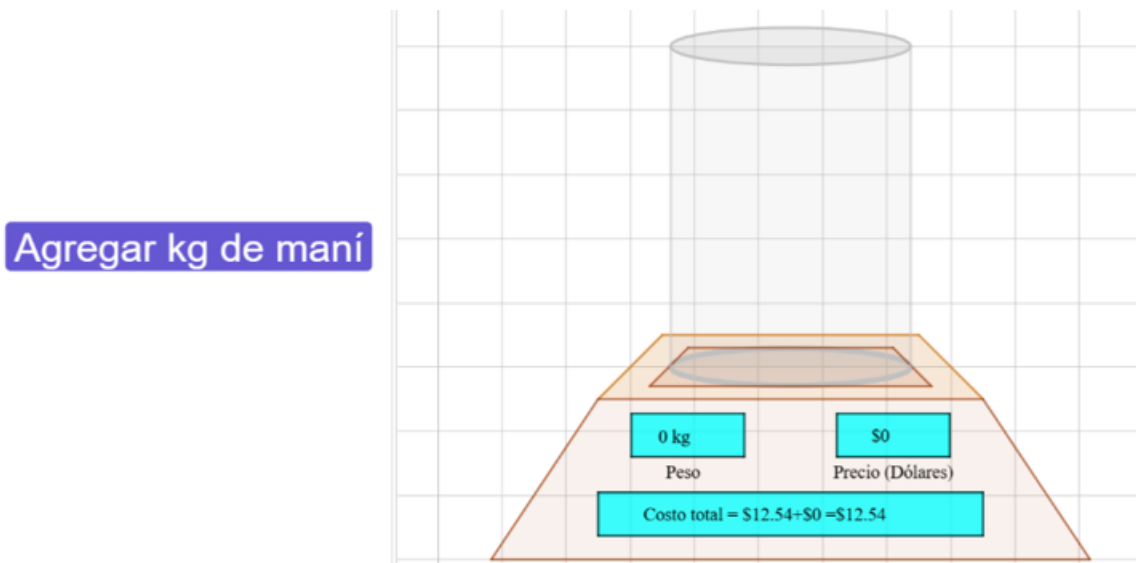 Agregar kg de maní
0 kg
$0
Peso
Precio (Dólares)
Costo total = $12.54+$0 =$12.54